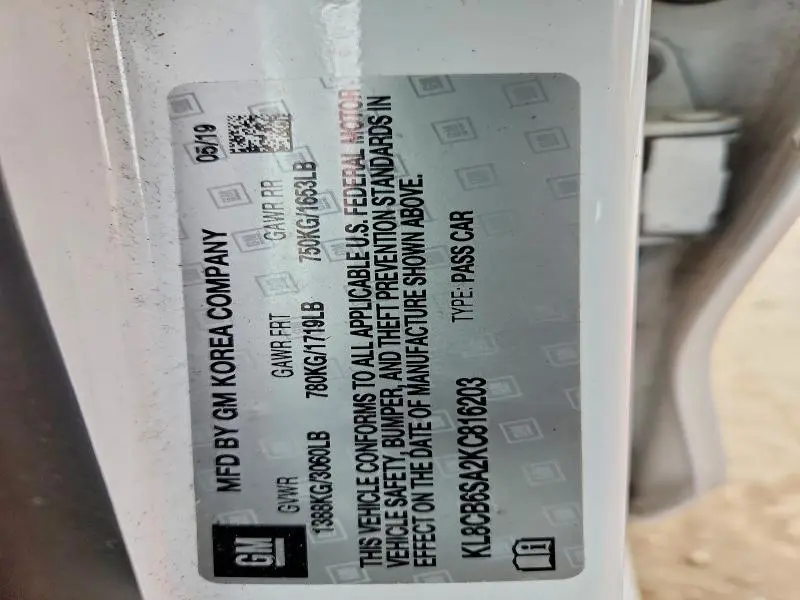 GM
MFD BY GM KOREA COMPANY 05/19
GVWR GAWR FRT GAWR RR
1388KG/3060LB 780KG/1719LB 750KG/1653LB
THIS VEHICLE CONFORMS TO ALL APPLICABLE U.S. FEDERAL MOTOR
VEHICLE SAFETY, BUMPER, AND THEFT PREVENTION STANDARDS IN
EFFECT ON THE DATE OF MANUFACTURE SHOWN ABOVE.
KL8CB6SA2KC816203 TYPE: PASS CAR